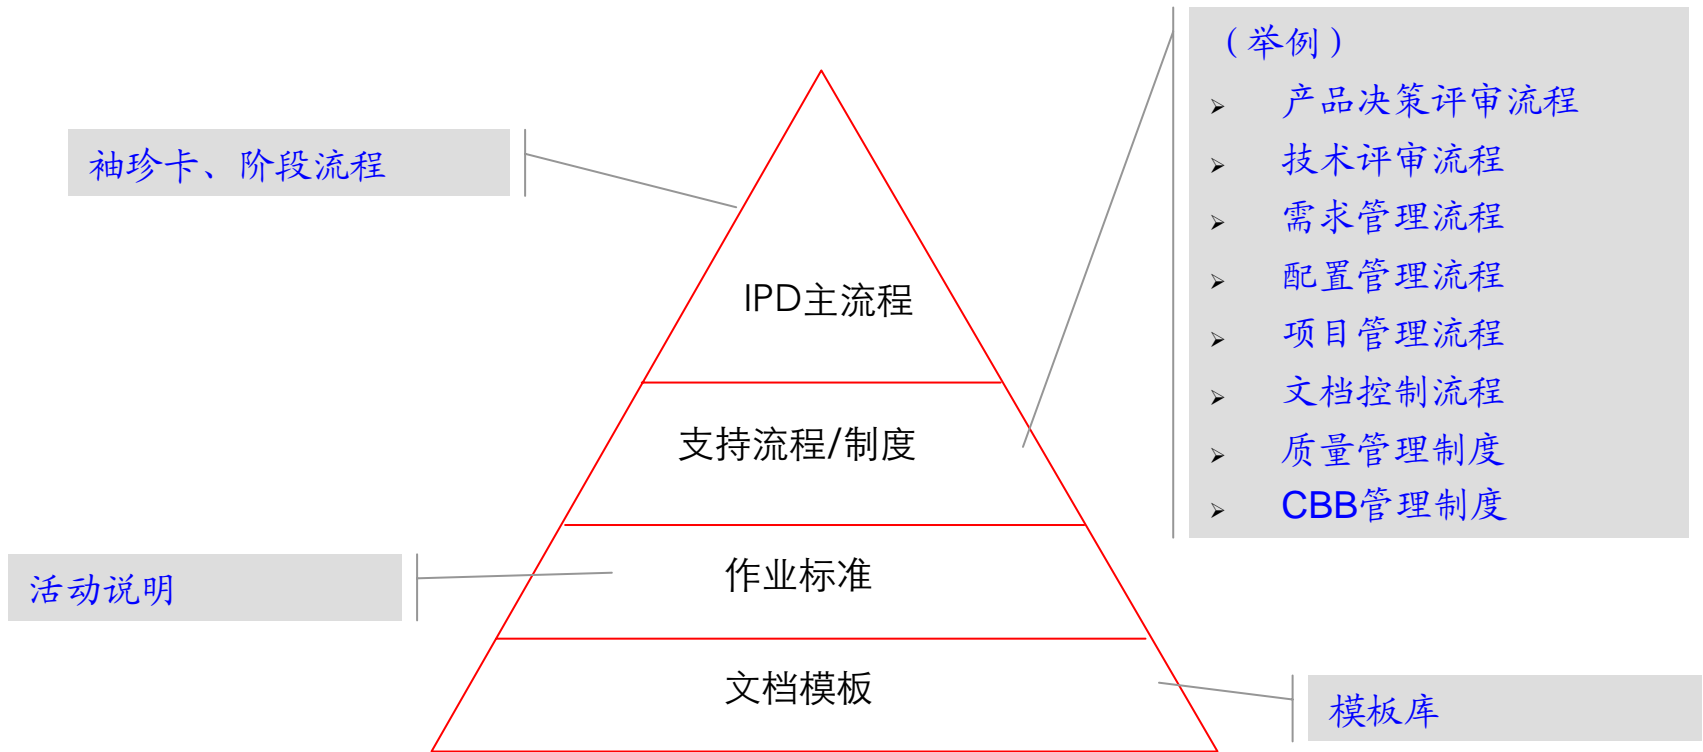 (举例)
产品决策评审流程
技术评审流程
需求管理流程
配置管理流程
项目管理流程
文档控制流程
质量管理制度
CBB管理制度
袖珍卡、阶段流程
IPD主流程
支持流程/制度
作业标准
活动说明
文档模板
模板库